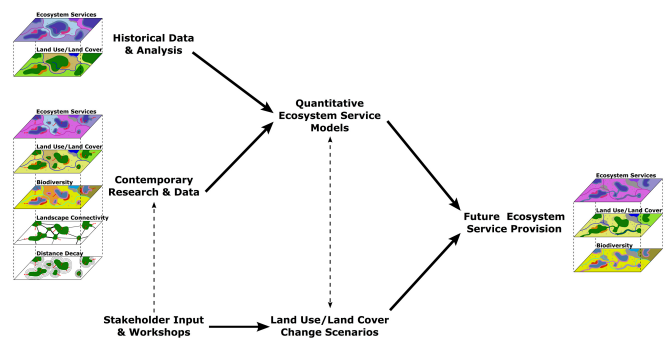 Ecosystem Services
Land Use/Land Cover
Historical Data
& Analysis
Ecosystem Services
Land Use/Land Cover
Biodiversity
Landscape Connectivity
Distance Decay
Contemporary
Research & Data
Stakeholder Input
& Workshops
Quantitative
Ecosystem Service
Models
Land Use/Land Cover
Change Scenarios
Future Ecosystem
Service Provision
Ecosystem Services
Land Use/Land Cover
Biodiversity